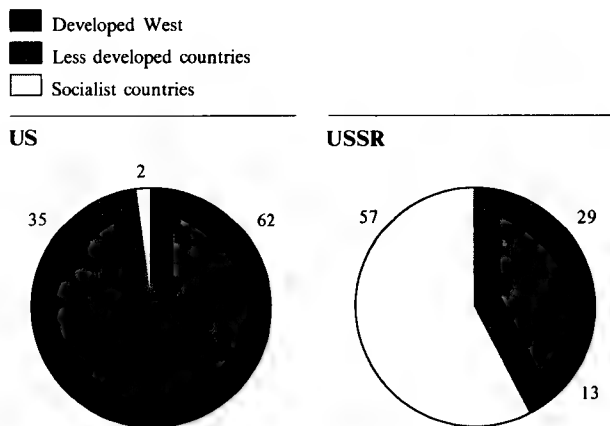 Developed West
Less developed countries
Socialist countries
US
USSR
2
35
62
57
29
13